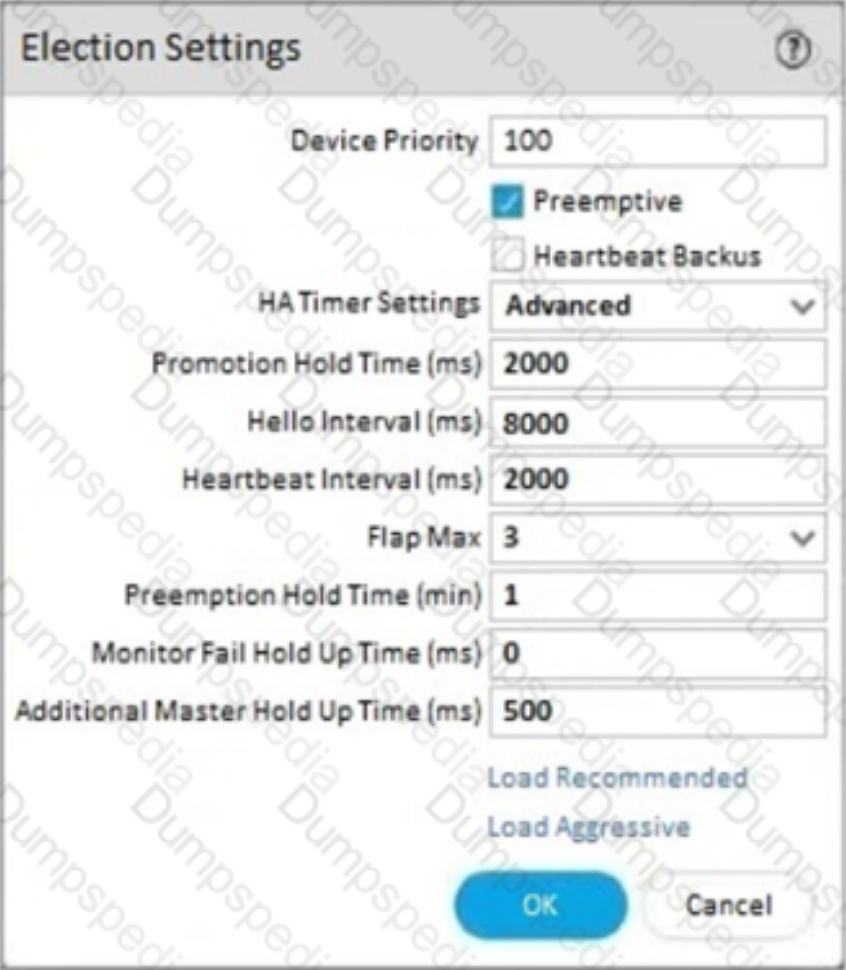 Election Settings ?
Device Priority 100
Preemptive
Heartbeat Backus
HA Timer Settings Advanced
Promotion Hold Time (ms) 2000
Hello Interval (ms) 8000
Heartbeat Interval (ms) 2000
Flap Max 3
Preemption Hold Time (min) 1
Monitor Fail Hold Up Time (ms) 0
Additional Master Hold Up Time (ms) 500
Load Recommended
Load Aggressive
OK Cancel
Dumpspedia